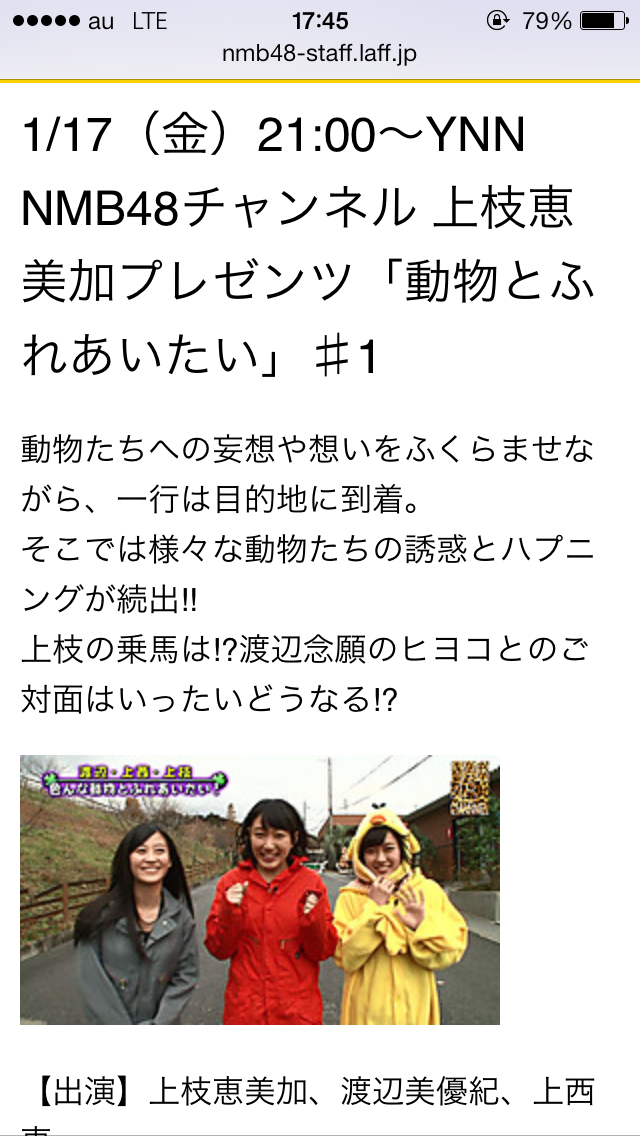 ●●●●● au LTE 17:45 79%
nmb48-staff.laff.jp
1/17（金）21:00〜YNN
NMB48チャンネル 上枝恵
美加プレゼンツ「動物とふ
れあいたい」♯1
動物たちへの妄想や想いをふくらませな
がら、一行は目的地に到着。
そこでは様々な動物たちの誘惑とハプニ
ングが続出!!
上枝の乗馬は!?渡辺念願のヒヨコとのご
対面はいったいどうなる!?
渡辺・上西・上枝
色んな動物とふれあいたい!
【出演】上枝恵美加、渡辺美優紀、上西